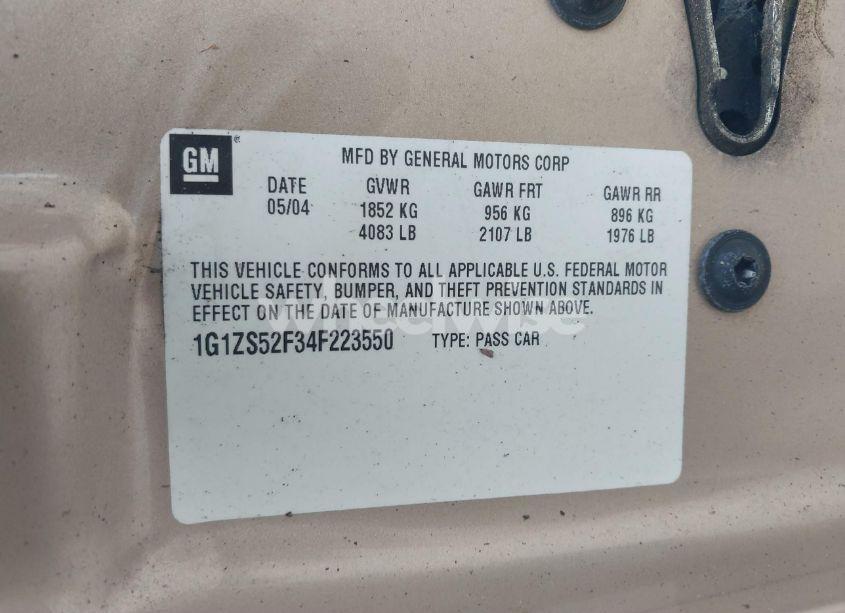 GM
®
MFD BY GENERAL MOTORS CORP
DATE GVWR GAWR FRT GAWR RR
05/04 1852 KG 956 KG 896 KG
4083 LB 2107 LB 1976 LB
THIS VEHICLE CONFORMS TO ALL APPLICABLE U.S. FEDERAL MOTOR
VEHICLE SAFETY, BUMPER, AND THEFT PREVENTION STANDARDS IN
EFFECT ON THE DATE OF MANUFACTURE SHOWN ABOVE.
wheelwise
1G1ZS52F34F223550 TYPE: PASS CAR